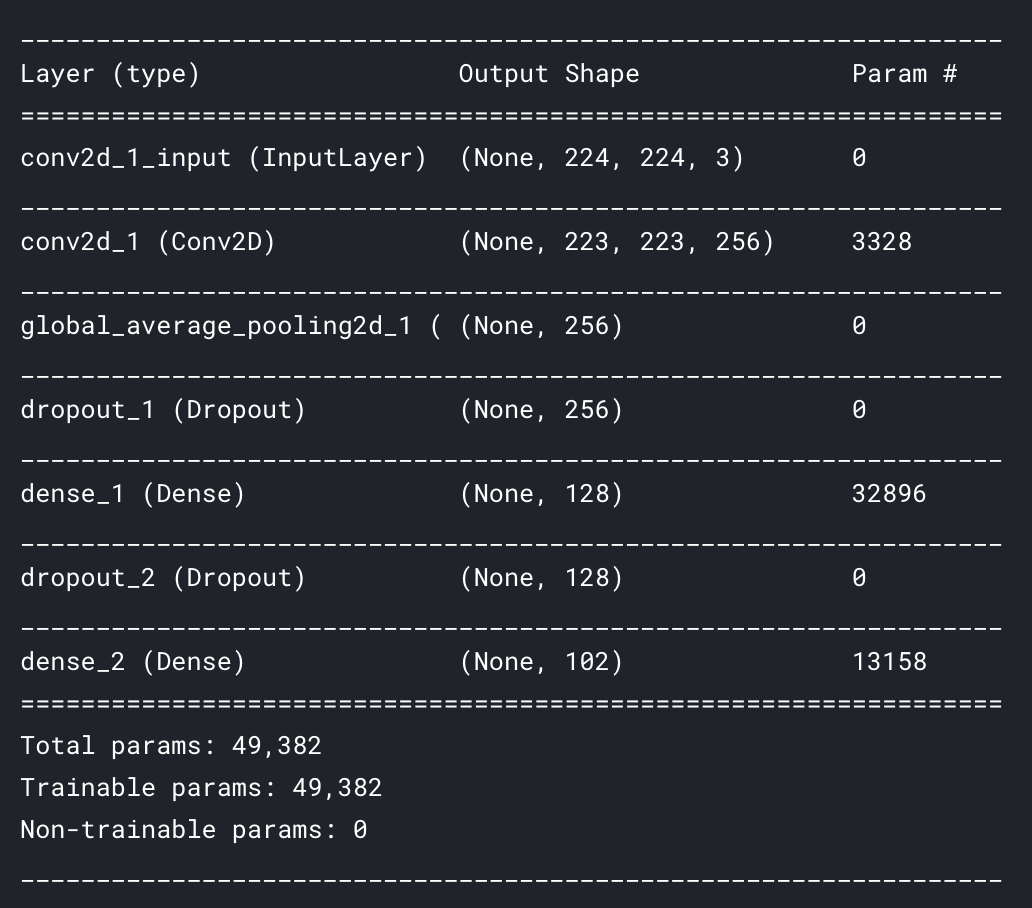 _________________________________________________________________
Layer (type)                 Output Shape              Param #
=================================================================
conv2d_1_input (InputLayer)  (None, 224, 224, 3)       0
_________________________________________________________________
conv2d_1 (Conv2D)            (None, 223, 223, 256)     3328
_________________________________________________________________
global_average_pooling2d_1 ( (None, 256)               0
_________________________________________________________________
dropout_1 (Dropout)          (None, 256)               0
_________________________________________________________________
dense_1 (Dense)              (None, 128)               32896
_________________________________________________________________
dropout_2 (Dropout)          (None, 128)               0
_________________________________________________________________
dense_2 (Dense)              (None, 102)               13158
=================================================================
Total params: 49,382
Trainable params: 49,382
Non-trainable params: 0
_________________________________________________________________